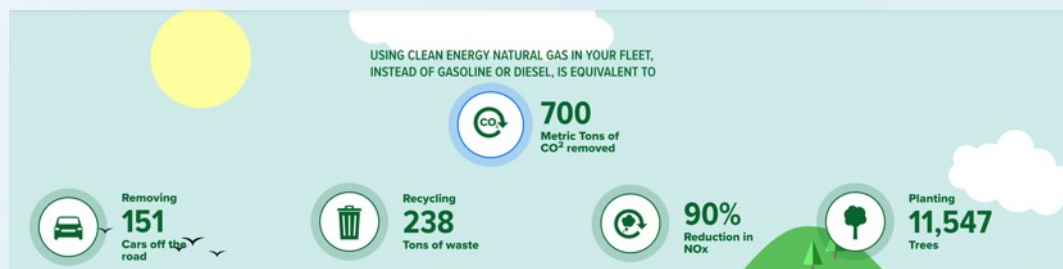 USING CLEAN ENERGY NATURAL GAS IN YOUR FLEET,
INSTEAD OF GASOLINE OR DIESEL, IS EQUIVALENT TO
CO₂
700
Metric Tons of
CO² removed
Removing
151
Cars off the
road
Recycling
238
Tons of waste
90%
Reduction in
NOx
Planting
11,547
Trees